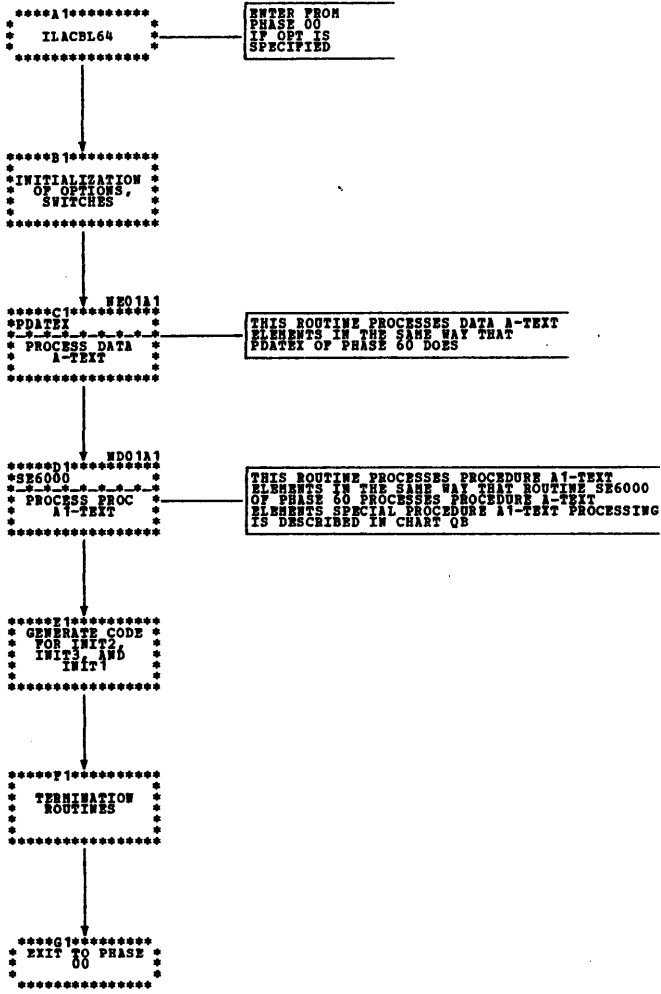 A1
ILACBL64
ENTER FROM
PHASE 00
IF OPT IS
SPECIFIED
B1
INITIALIZATION
OF OPTIONS,
SWITCHES
NE01A1
C1
PDATEX
PROCESS DATA
A-TEXT
THIS ROUTINE PROCESSES DATA A-TEXT
ELEMENTS IN THE SAME WAY THAT
PDATEX OF PHASE 60 DOES
ND01A1
D1
SE6000
PROCESS PROC
A1-TEXT
THIS ROUTINE PROCESSES PROCEDURE A1-TEXT
ELEMENTS IN THE SAME WAY THAT ROUTINE SE6000
OF PHASE 60 PROCESSES PROCEDURE A-TEXT
ELEMENTS SPECIAL PROCEDURE A1-TEXT PROCESSING
IS DESCRIBED IN CHART QB
E1
GENERATE CODE
FOR INIT2,
INIT3, AND
INIT1
F1
TERMINATION
ROUTINES
G1
EXIT TO PHASE
00